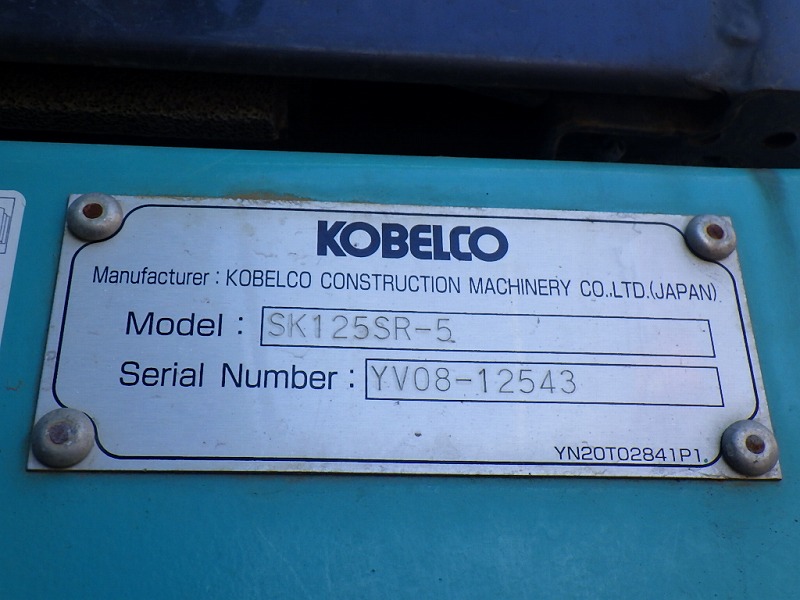 KOBELCO
Manufacturer : KOBELCO CONSTRUCTION MACHINERY CO.,LTD.(JAPAN)
Model : SK125SR-5
Serial Number : YV08-12543
YN20T02841P1